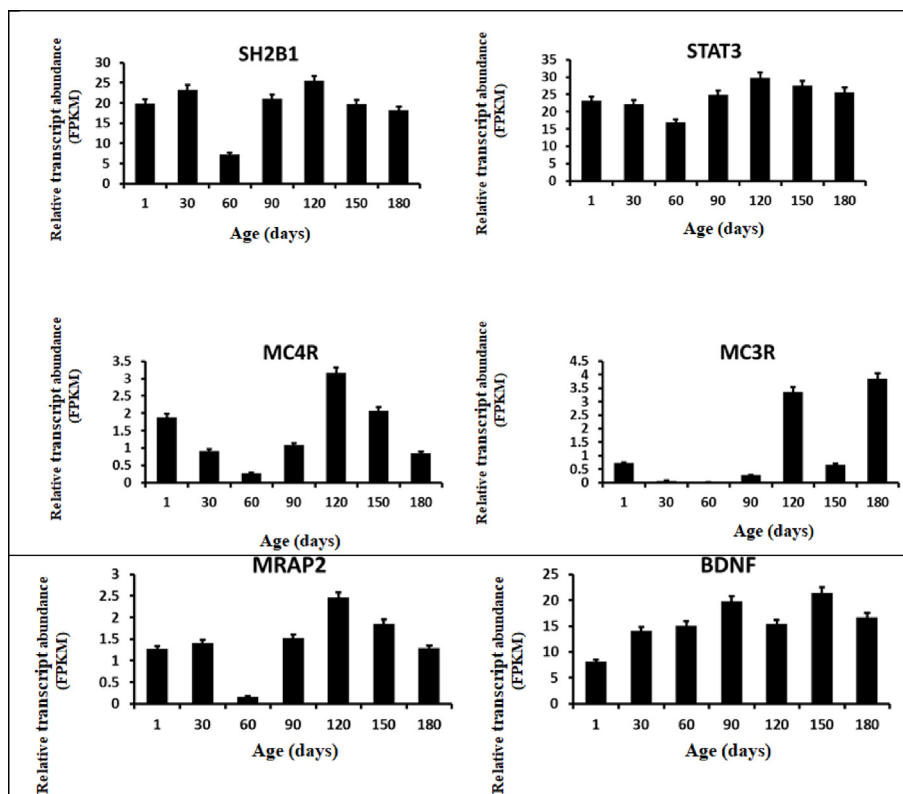 SH2B1
Relative transcript abundance
(FPKM)
30
25
20
15
10
5
0
1 30 60 90 120 150 180
Age (days)
STAT3
Relative transcript abundance
(FPKM)
35
30
25
20
15
10
5
0
1 30 60 90 120 150 180
Age (days)
MC4R
Relative transcript abundance
(FPKM)
3.5
3
2.5
2
1.5
1
0.5
0
1 30 60 90 120 150 180
Age (days)
MC3R
Relative transcript abundance
(FPKM)
4.5
4
3.5
3
2.5
2
1.5
1
0.5
0
1 30 60 90 120 150 180
Age (days)
MRAP2
Relative transcript abundance
(FPKM)
3
2.5
2
1.5
1
0.5
0
1 30 60 90 120 150 180
Age (days)
BDNF
Relative transcript abundance
(FPKM)
25
20
15
10
5
0
1 30 60 90 120 150 180
Age (days)